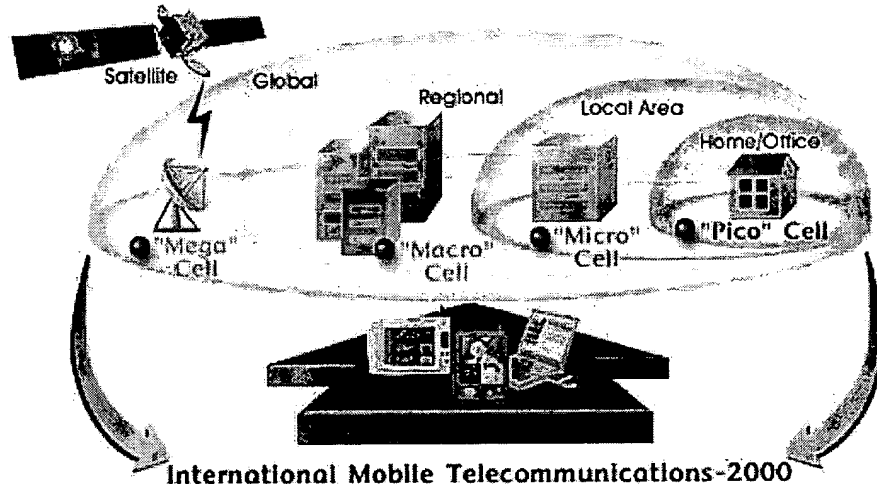 Satellite
Global
Regional
Local Area
Home/Office
"Mega"
Cell
"Macro"
Cell
"Micro"
Cell
"Pico" Cell
International Mobile Telecommunications-2000